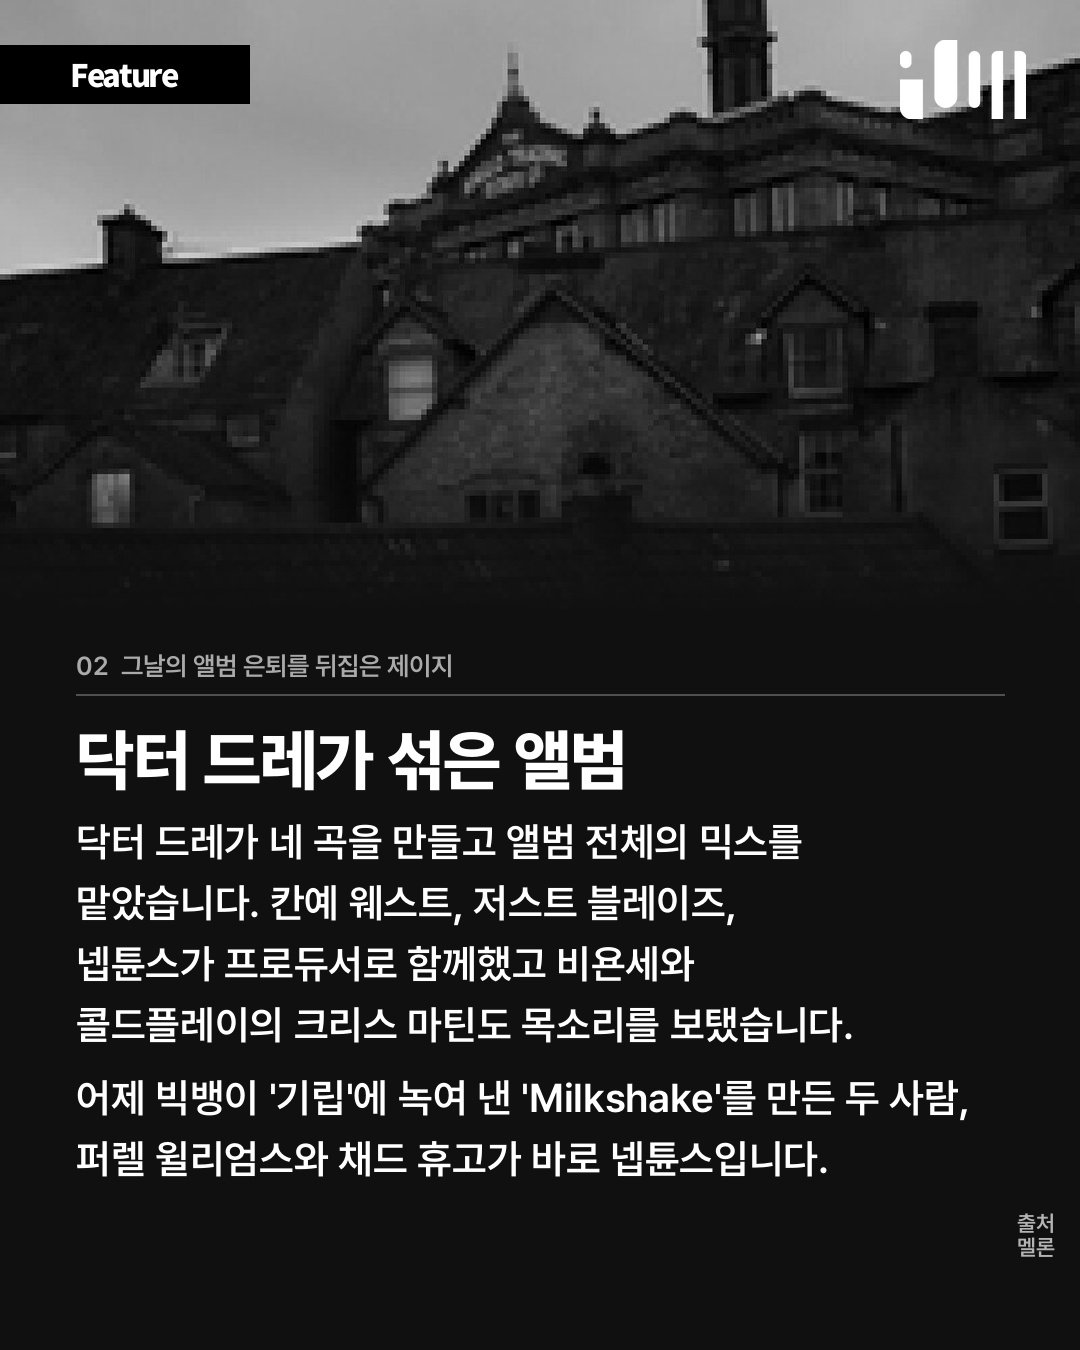 Feature
02 그날의 앨범 은퇴를 뒤집은 제이지
닥터 드레가 섞은 앨범
닥터 드레가 네 곡을 만들고 앨범 전체의 믹스를
맡았습니다. 칸예 웨스트, 저스트 블레이즈,
넵튠스가 프로듀서로 함께했고 비욘세와
콜드플레이의 크리스 마틴도 목소리를 보탰습니다.
어제 빅뱅이 '기립'에 녹여 낸 'Milkshake'를 만든 두 사람,
퍼렐 윌리엄스와 채드 휴고가 바로 넵튠스입니다.
출처
멜론